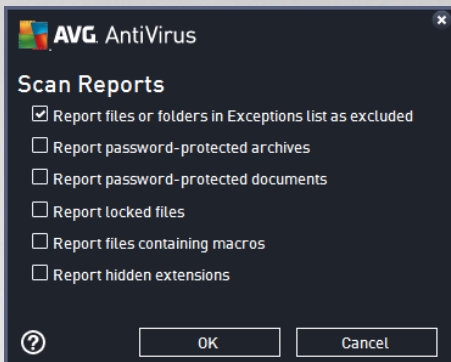 AVG. AntiVirus
Scan Reports
Report files or folders in Exceptions list as excluded
Report password-protected archives
Report password-protected documents
Report locked files
Report files containing macros
Report hidden extensions
?
OK Cancel